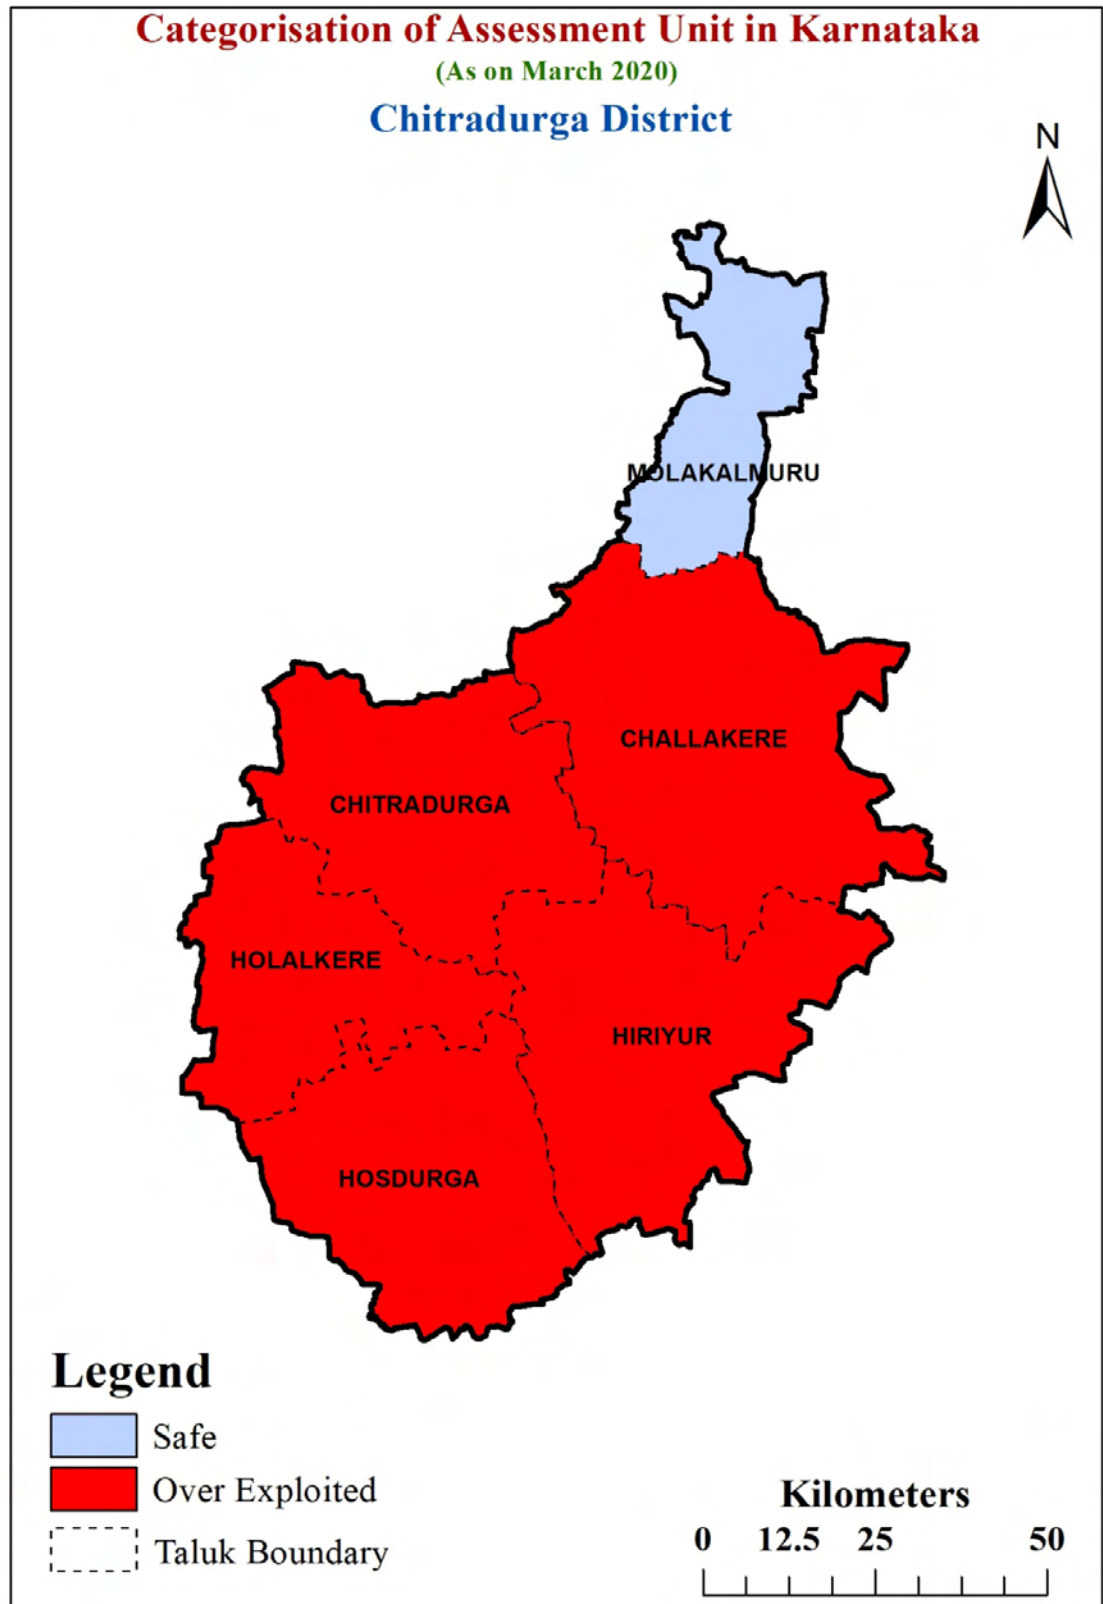 Categorisation of Assessment Unit in Karnataka
(As on March 2020)
Chitradurga District
N
MOLAKALMURU
CHALLAKERE
CHITRADURGA
HOLALKERE
HIRIYUR
HOSDURGA
Legend
Safe
Over Exploited
Taluk Boundary
Kilometers
0 12.5 25 50